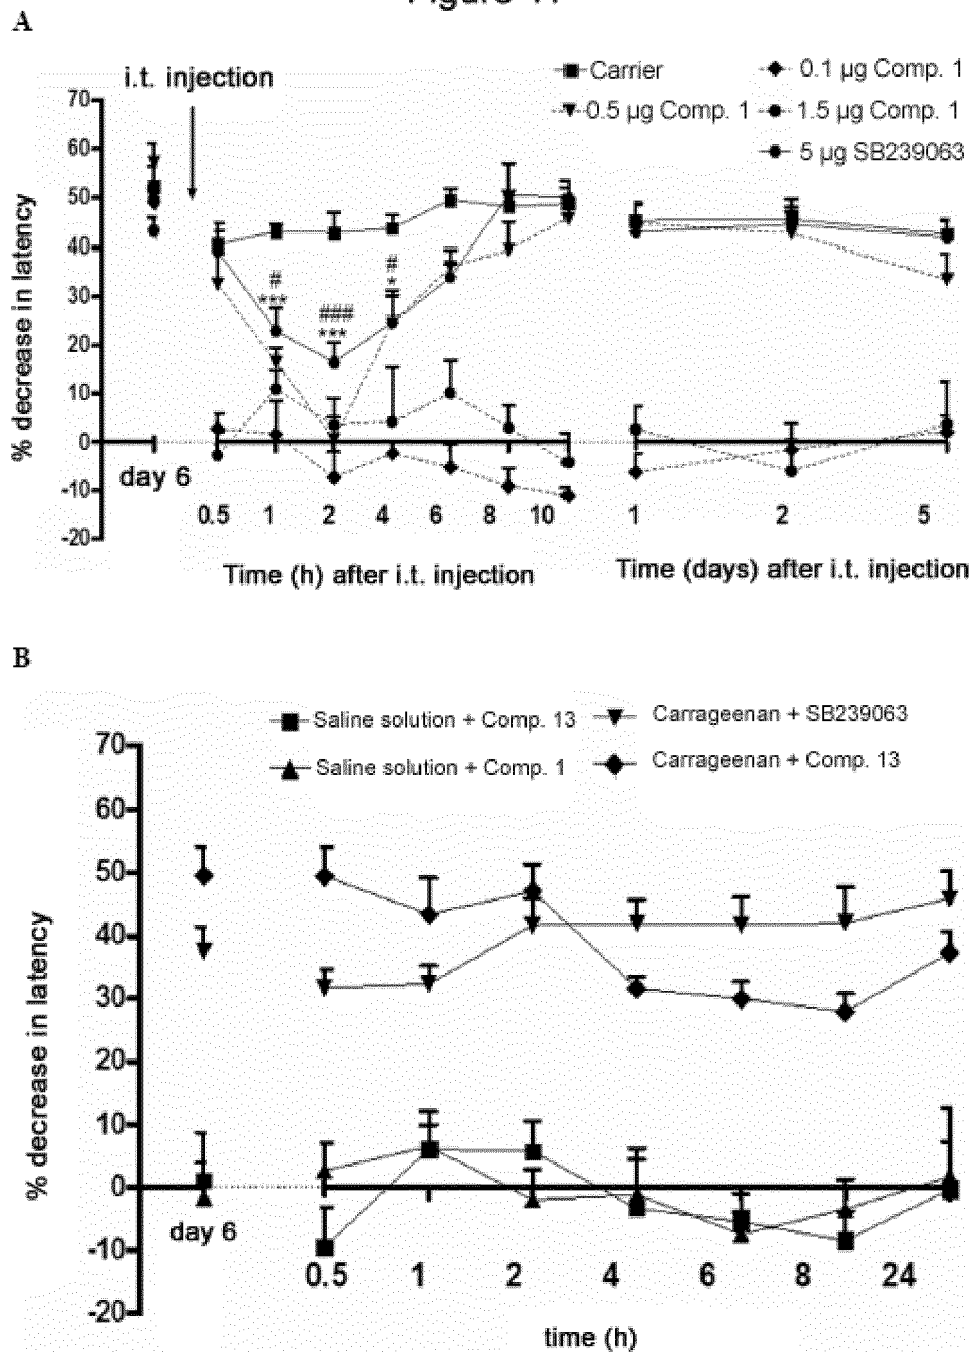 A
i.t. injection
Carrier
0.1 µg Comp. 1
0.5 µg Comp. 1
1.5 µg Comp. 1
5 µg SB239063
% decrease in latency
70
60
50
40
30
20
10
0
-10
-20
#
***
###
***
#
*
day 6
0.5 1 2 4 6 8 10
1 2 5
Time (h) after i.t. injection
Time (days) after i.t. injection
B
Saline solution + Comp. 13
Carrageenan + SB239063
Saline solution + Comp. 1
Carrageenan + Comp. 13
% decrease in latency
70
60
50
40
30
20
10
0
-10
-20
day 6
0.5 1 2 4 6 8 24
time (h)